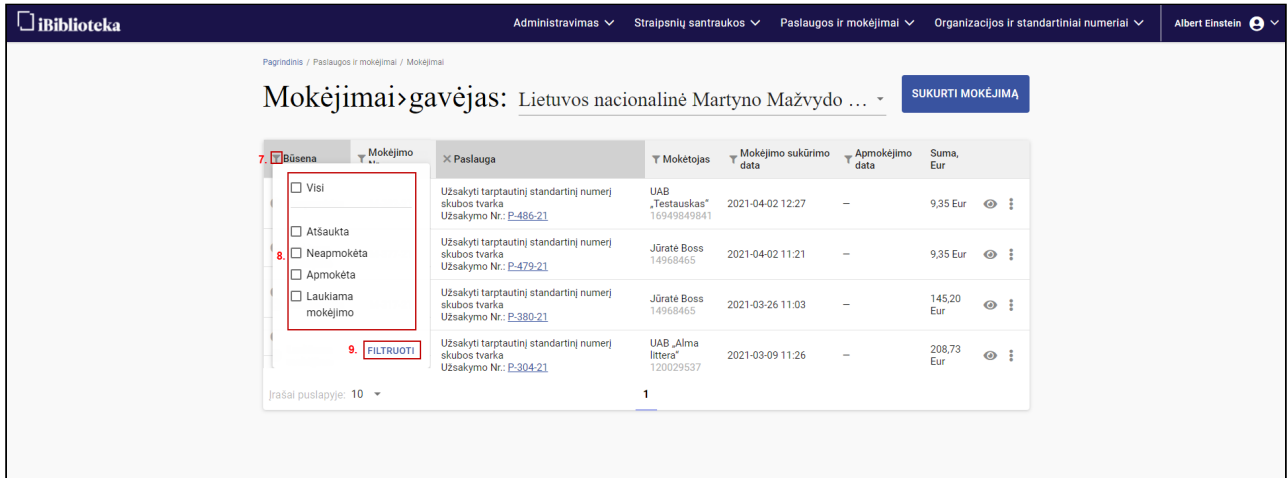 iBiblioteka
Administravimas
Straipsnių santraukos
Paslaugos ir mokėjimai
Organizacijos ir standartiniai numeriai
Albert Einstein
Pagrindinis / Paslaugos ir mokėjimai / Mokėjimai
Mokėjimai›gavėjas: Lietuvos nacionalinė Martyno Mažvydo …
SUKURTI MOKĖJIMĄ
7. Būsena
Mokėjimo
× Paslauga
Mokėtojas
Mokėjimo sukūrimo
data
Apmokėjimo
data
Suma,
Eur
8.
Visi
Atšaukta
Neapmokėta
Apmokėta
Laukiama
mokėjimo
9. FILTRUOTI
Užsakyti tarptautinį standartinį numerį
skubos tvarka
Užsakymo Nr.: P-486-21
UAB
„Testauskas"
16949849841
2021-04-02 12:27
–
9,35 Eur
Užsakyti tarptautinį standartinį numerį
skubos tvarka
Užsakymo Nr.: P-479-21
Jūratė Boss
14968465
2021-04-02 11:21
–
9,35 Eur
Užsakyti tarptautinį standartinį numerį
skubos tvarka
Užsakymo Nr.: P-380-21
Jūratė Boss
14968465
2021-03-26 11:03
–
145,20
Eur
Užsakyti tarptautinį standartinį numerį
skubos tvarka
Užsakymo Nr.: P-304-21
UAB „Alma
littera"
120029537
2021-03-09 11:26
–
208,73
Eur
Įrašai puslapyje: 10
1